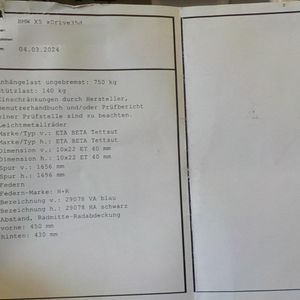 BMW X5 xDrive35d
04.03.2024
Anhängelast ungebremst: 750 kg
Stützlast: 140 kg
Einschränkungen durch Hersteller,
Benutzerhandbuch und/oder Prüfbericht
einer Prüfstelle sind zu beachten.
Leichtmetallräder
Marke/Typ v.: ETA BETA Tettsut
Marke/Typ h.: ETA BETA Tettsut
Dimension v.: 10x22 ET 40 mm
Dimension h.: 10x22 ET 40 mm
Spur v.: 1656 mm
Spur h.: 1696 mm
Federn
Federn-Marke: H+R
Bezeichnung v.: 29078 VA blau
Bezeichnung h.: 29078 HA schwarz
Abstand, Radmitte-Radabdeckung
vorne: 450 mm
hinten: 430 mm